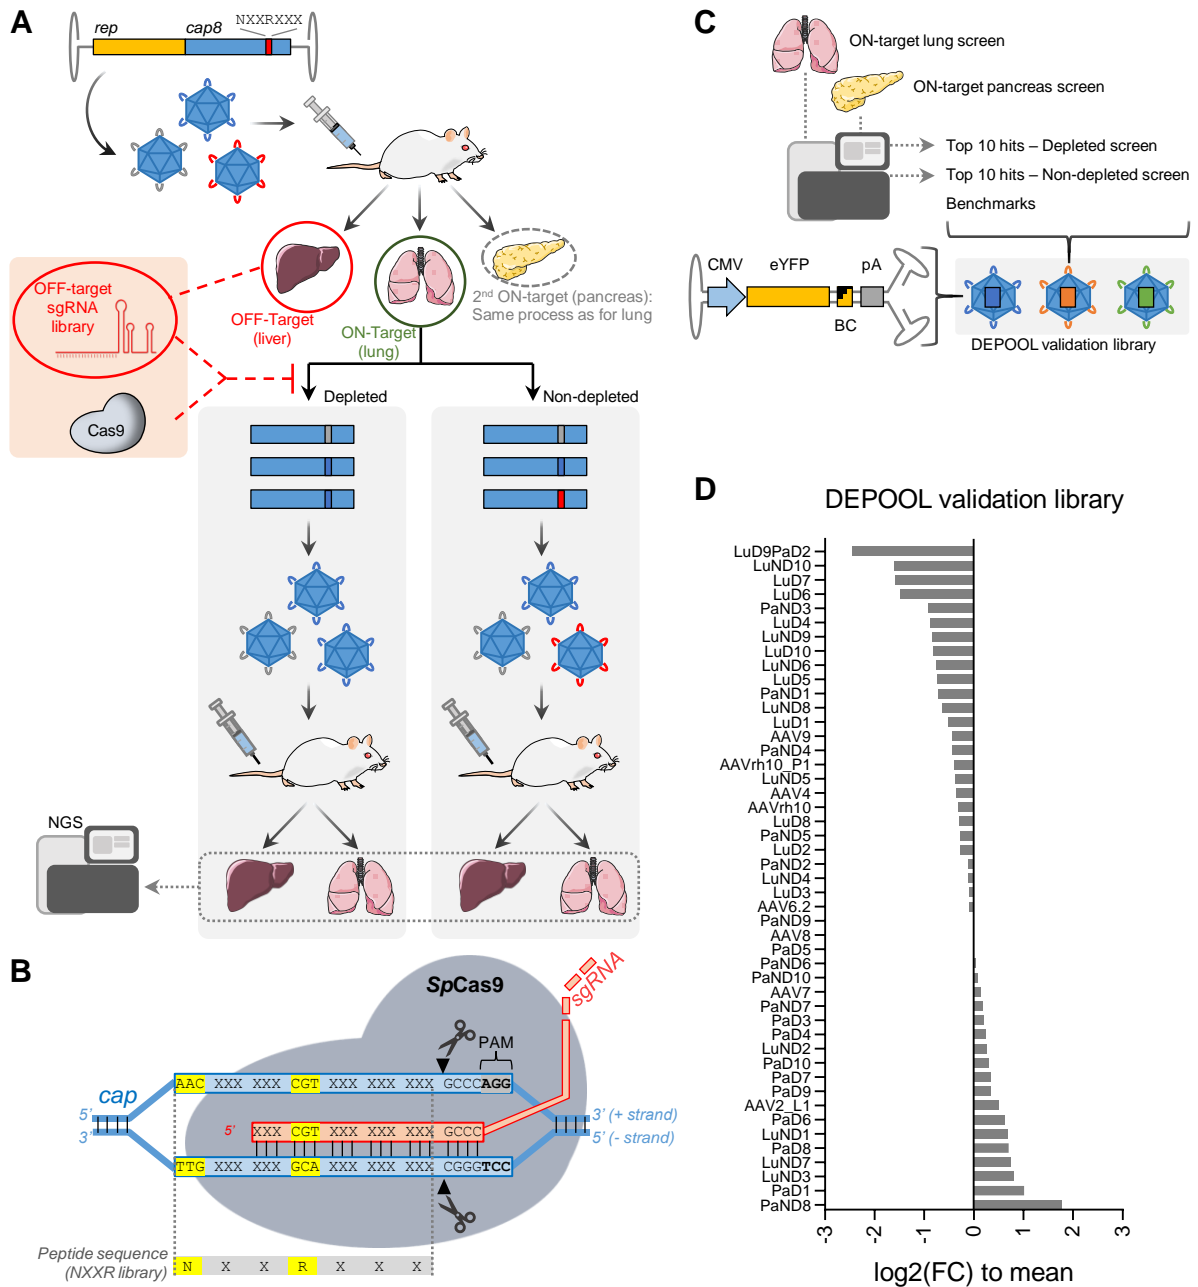 A
rep
cap8
NXXRXXX
OFF-target
sgRNA
library
Cas9
OFF-Target
(liver)
ON-Target
(lung)
2nd ON-target (pancreas):
Same process as for lung
Depleted
Non-depleted
NGS
B
SpCas9
sgRNA
PAM
cap
AAC XXX XXX CGT XXX XXX XXX GCCCAGG
5’
3’
5’
XXX CGT XXX XXX XXX GCCC
3’ (+ strand)
5’ (- strand)
TTG XXX XXX GCA XXX XXX XXX CGGGTCC
Peptide sequence
(NXXR library)
N X X R X X X
C
ON-target lung screen
ON-target pancreas screen
Top 10 hits – Depleted screen
Top 10 hits – Non-depleted screen
Benchmarks
CMV
eYFP
pA
BC
DEPOOL validation library
D
DEPOOL validation library
LuD9PaD2
LuND10
LuD7
LuD6
PaND3
LuD4
LuND9
LuD10
LuND6
LuD5
PaND1
LuND8
LuD1
AAV9
PaND4
AAVrh10_P1
LuND5
AAV4
AAVrh10
LuD8
PaND5
LuD2
PaND2
LuND4
LuD3
AAV6.2
PaND9
AAV8
PaD5
PaND6
PaND10
AAV7
PaND7
PaD3
PaD4
LuND2
PaD10
PaD7
PaD9
AAV2_L1
PaD6
LuND1
PaD8
LuND7
LuND3
PaD1
PaND8
-3 -2 -1 0 1 2 3
log2(FC) to mean